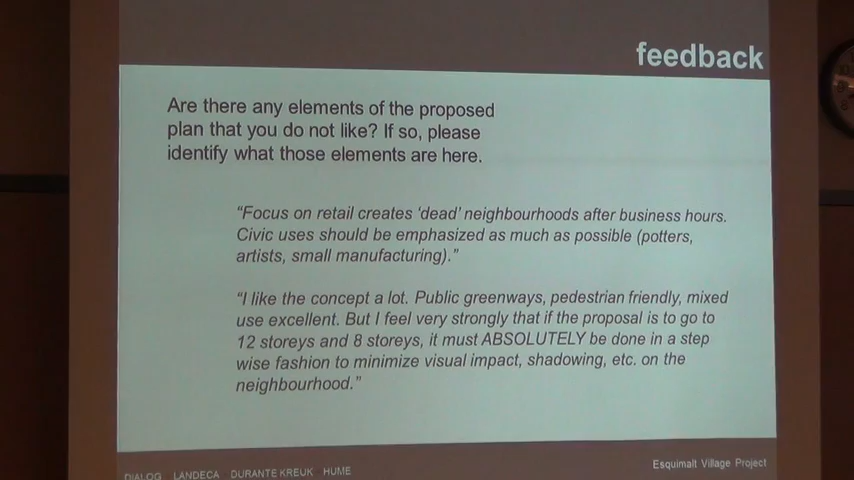 feedback
Are there any elements of the proposed
plan that you do not like? If so, please
identify what those elements are here.
"Focus on retail creates 'dead' neighbourhoods after business hours.
Civic uses should be emphasized as much as possible (potters,
artists, small manufacturing)."
"I like the concept a lot. Public greenways, pedestrian friendly, mixed
use excellent. But I feel very strongly that if the proposal is to go to
12 storeys and 8 storeys, it must ABSOLUTELY be done in a step
wise fashion to minimize visual impact, shadowing, etc. on the
neighbourhood."
DIALOG LANDECA DURANTE KREUK HUME
Esquimalt Village Project